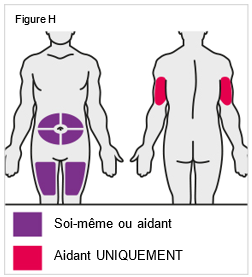 Figure H
Soi-même ou aidant
Aidant UNIQUEMENT